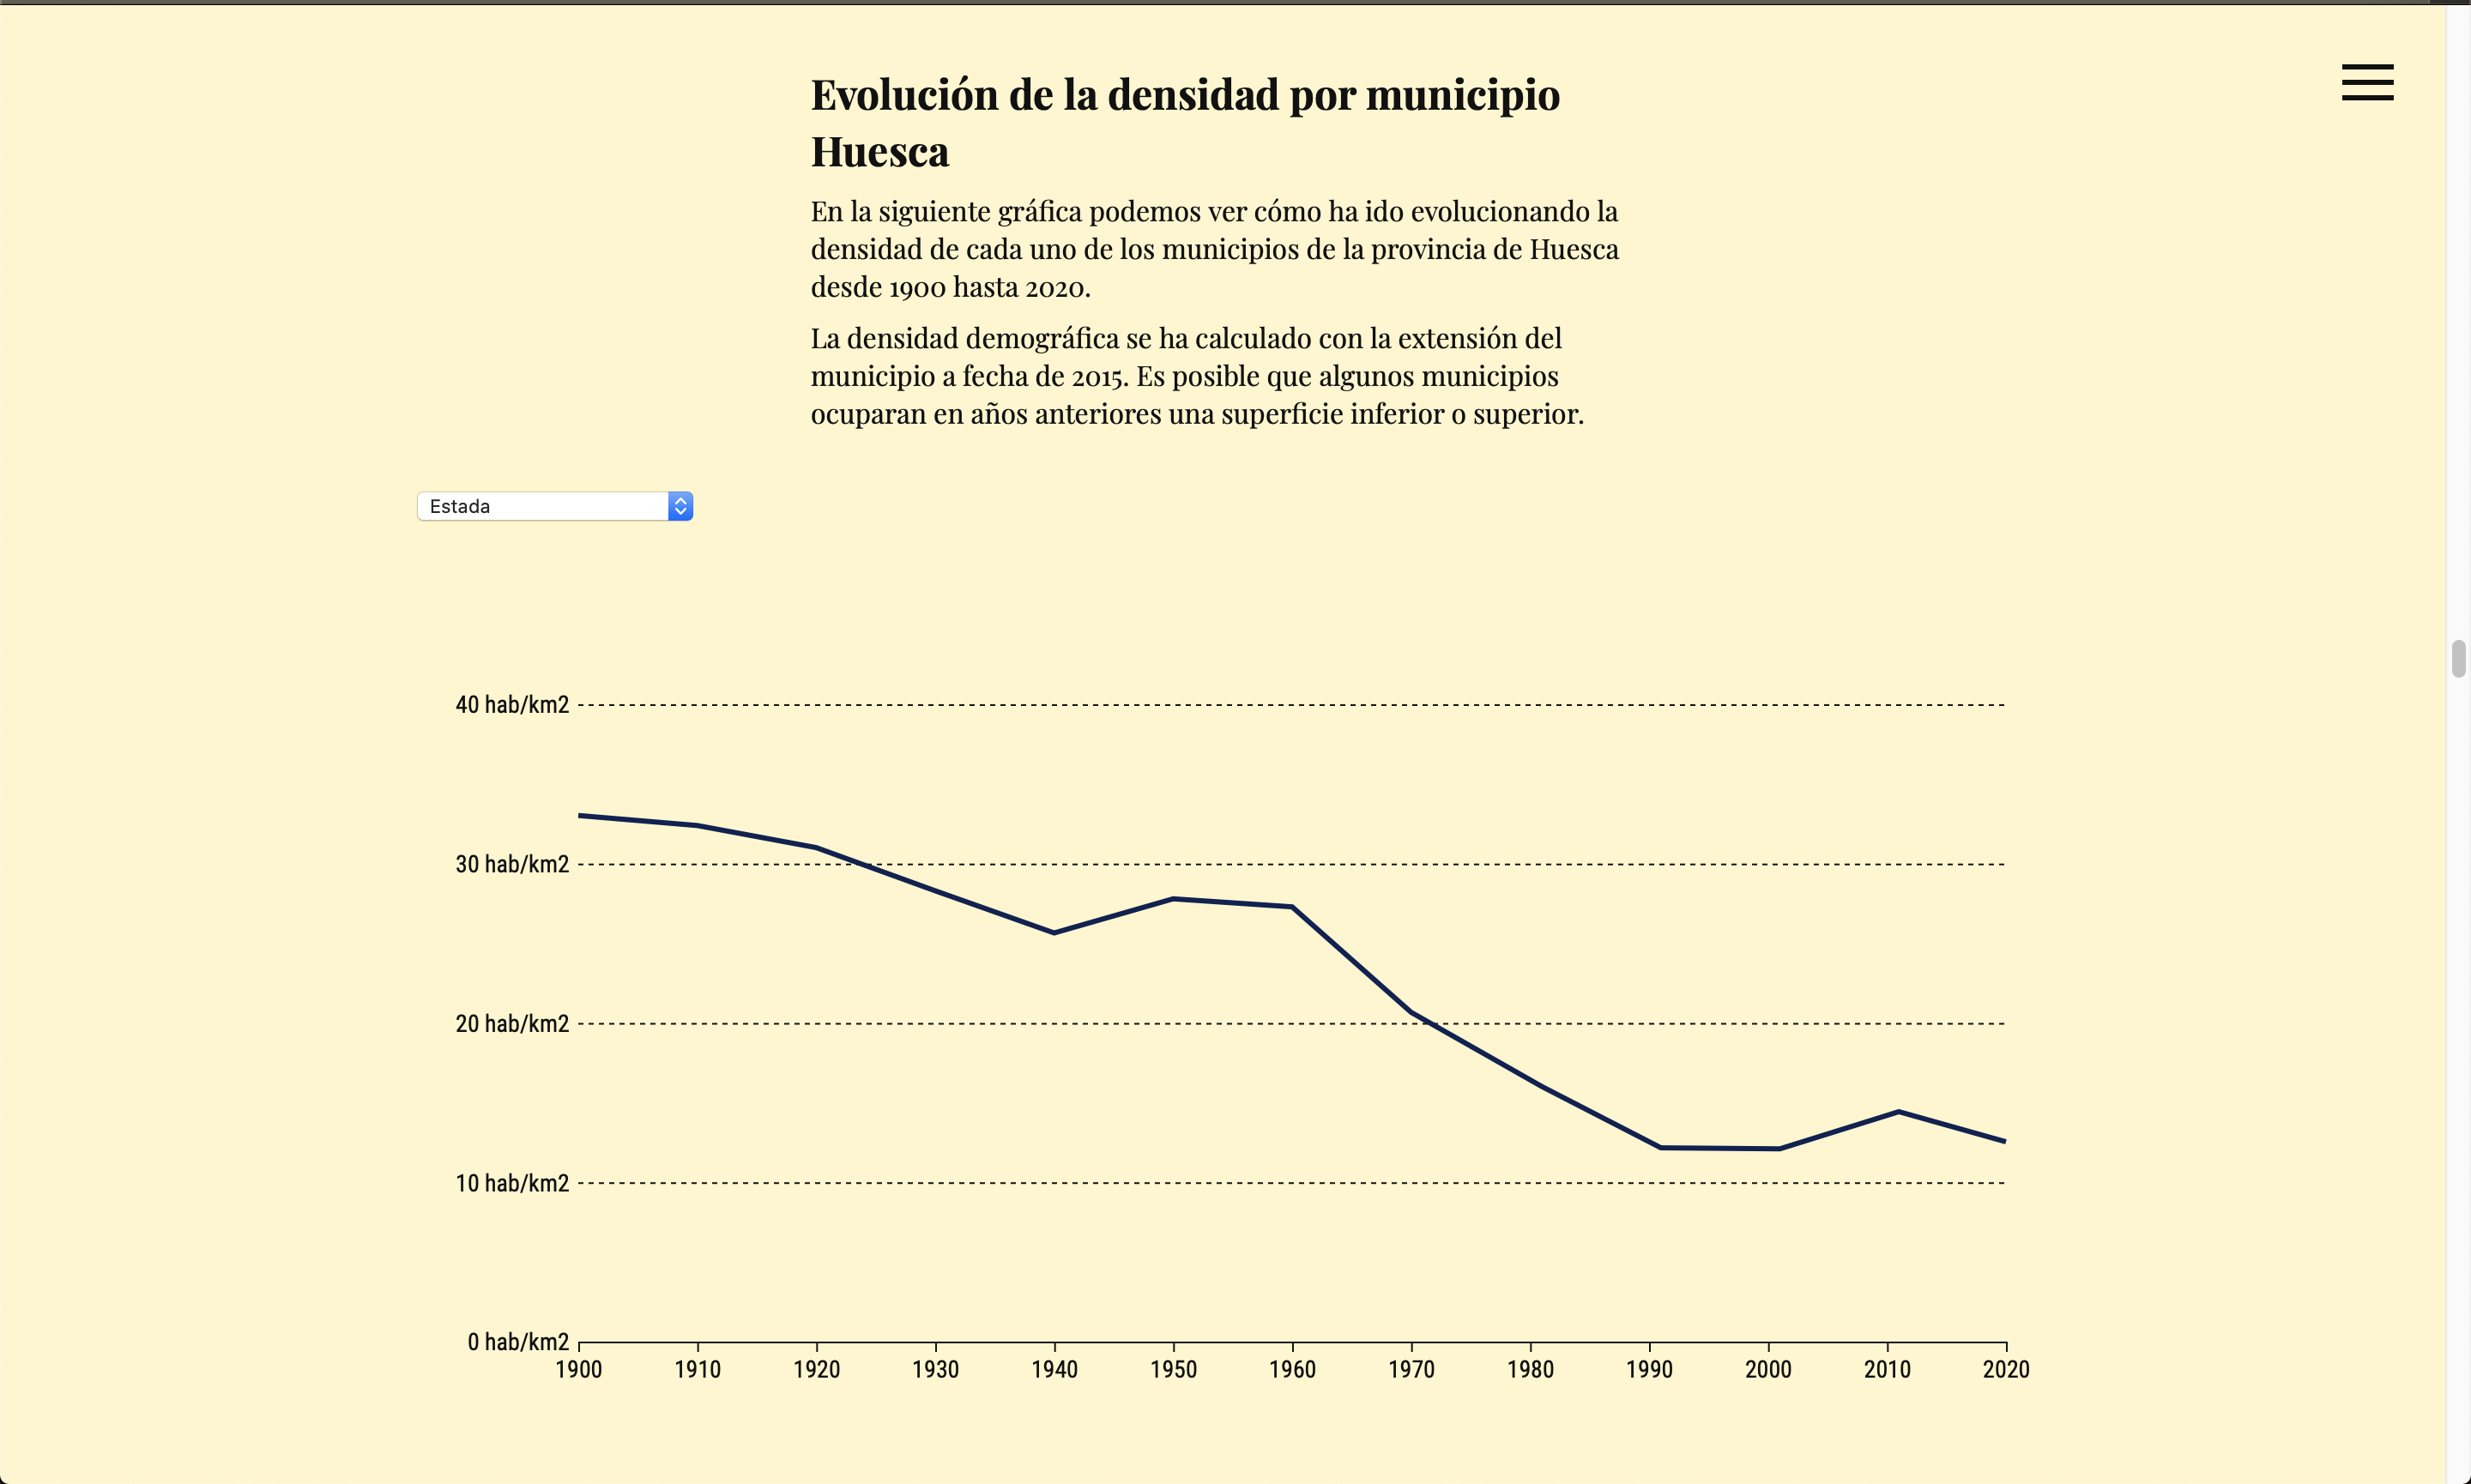 Evolución de la densidad por municipio
Huesca
En la siguiente gráfica podemos ver cómo ha ido evolucionando la
densidad de cada uno de los municipios de la provincia de Huesca
desde 1900 hasta 2020.
La densidad demográfica se ha calculado con la extensión del
municipio a fecha de 2015. Es posible que algunos municipios
ocuparan en años anteriores una superficie inferior o superior.
Estada
40 hab/km2
30 hab/km2
20 hab/km2
10 hab/km2
0 hab/km2
1900 1910 1920 1930 1940 1950 1960 1970 1980 1990 2000 2010 2020